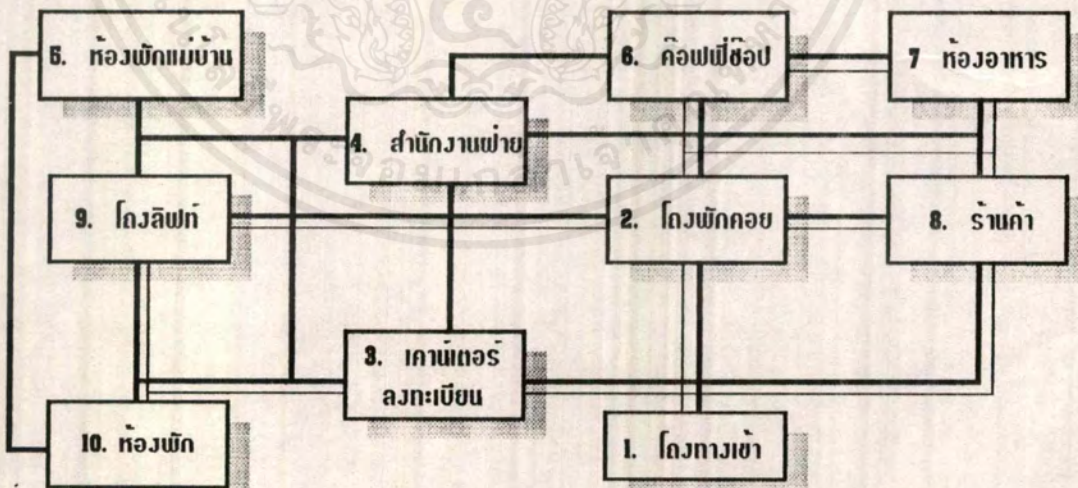 5. ห้องพักแม่บ้าน
6. ค๊อฟฟี่ช๊อป
7 ห้องอาหาร
4. สำนักงานฝ่าย
9. โถงลิฟท์
2. โถงพักคอย
8. ร้านค้า
3. เคาน์เตอร์
ลงทะเบียน
10. ห้องพัก
1. โถงทางเข้า